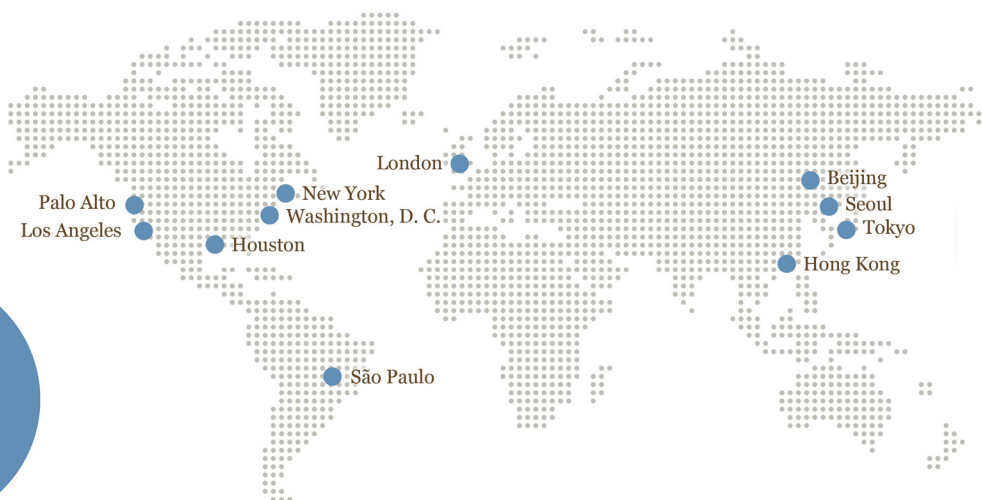 London
Beijing
New York
Palo Alto
Seoul
Washington, D. C.
Tokyo
Los Angeles
Houston
Hong Kong
São Paulo